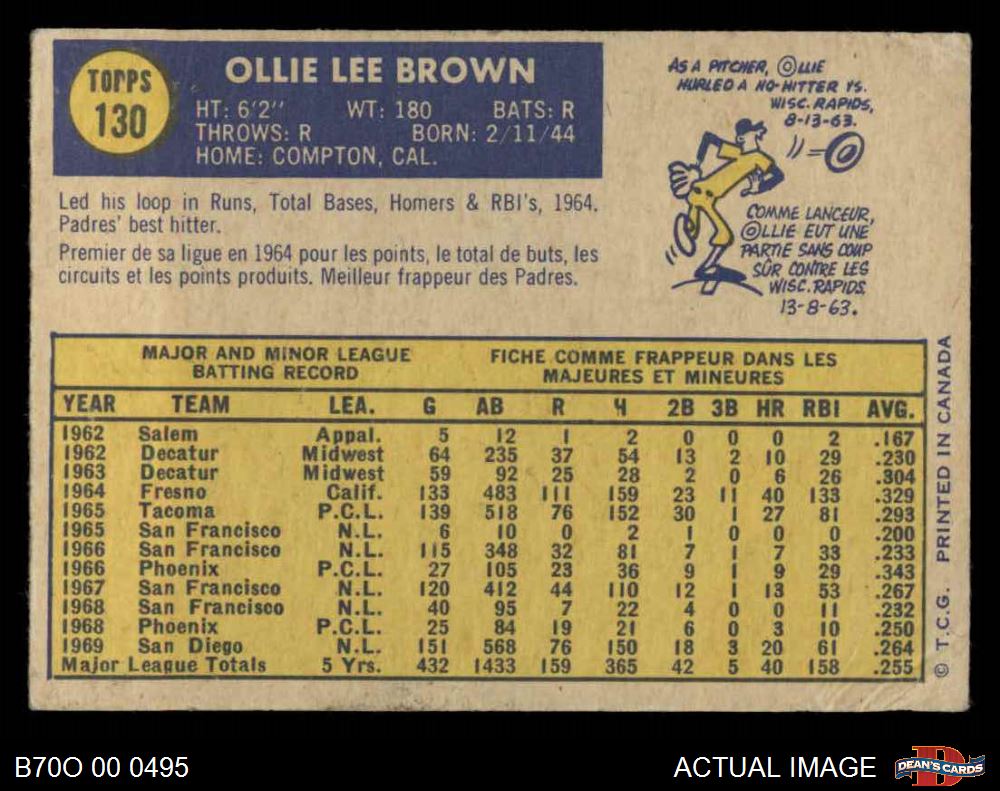 TOPPS
130
OLLIE LEE BROWN
HT: 6'2" WT: 180 BATS: R
THROWS: R BORN: 2/11/44
HOME: COMPTON, CAL.
Led his loop in Runs, Total Bases, Homers & RBI's, 1964.
Padres' best hitter.
Premier de sa ligue en 1964 pour les points, le total de buts, les
circuits et les points produits. Meilleur frappeur des Padres.
AS A PITCHER, OLLIE
HURLED A NO-HITTER VS.
WISC. RAPIDS,
8-13-63.
COMME LANCEUR,
OLLIE EUT UNE
PARTIE SANS COUP
SÛR CONTRE LES
WISC. RAPIDS
13-8-63.
MAJOR AND MINOR LEAGUE
BATTING RECORD
FICHE COMME FRAPPEUR DANS LES
MAJEURES ET MINEURES
YEAR TEAM LEA. G AB R H 2B 3B HR RBI AVG.
1962 Salem Appal. 5 12 1 2 0 0 0 2 .167
1962 Decatur Midwest 64 235 37 54 13 2 10 29 .230
1963 Decatur Midwest 59 92 25 28 2 0 6 26 .304
1964 Fresno Calif. 133 483 111 159 23 11 40 133 .329
1965 Tacoma P.C.L. 139 518 76 152 30 1 27 81 .293
1965 San Francisco N.L. 6 10 0 2 1 0 0 0 .200
1966 San Francisco N.L. 115 348 32 81 7 1 7 33 .233
1966 Phoenix P.C.L. 27 105 23 36 9 1 9 29 .343
1967 San Francisco N.L. 120 412 44 110 12 1 13 53 .267
1968 San Francisco N.L. 40 95 7 22 4 0 0 11 .232
1968 Phoenix P.C.L. 25 84 19 21 6 0 3 10 .250
1969 San Diego N.L. 151 568 76 150 18 3 20 61 .264
Major League Totals 5 Yrs. 432 1433 159 365 42 5 40 158 .255
© T.C.G. PRINTED IN CANADA
B70O 00 0495
ACTUAL IMAGE
D
DEAN'S CARDS